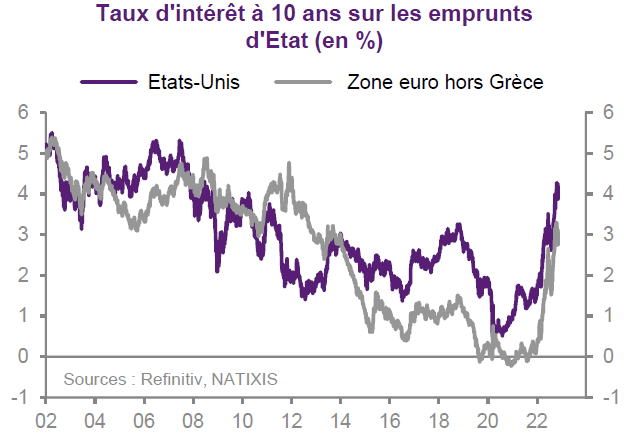 Taux d'intérêt à 10 ans sur les emprunts
d'Etat (en %)
Etats-Unis
Zone euro hors Grèce
6 6
5 5
4 4
3 3
2 2
1 1
0 0
-1 -1
Sources : Refinitiv, NATIXIS
02 04 06 08 10 12 14 16 18 20 22